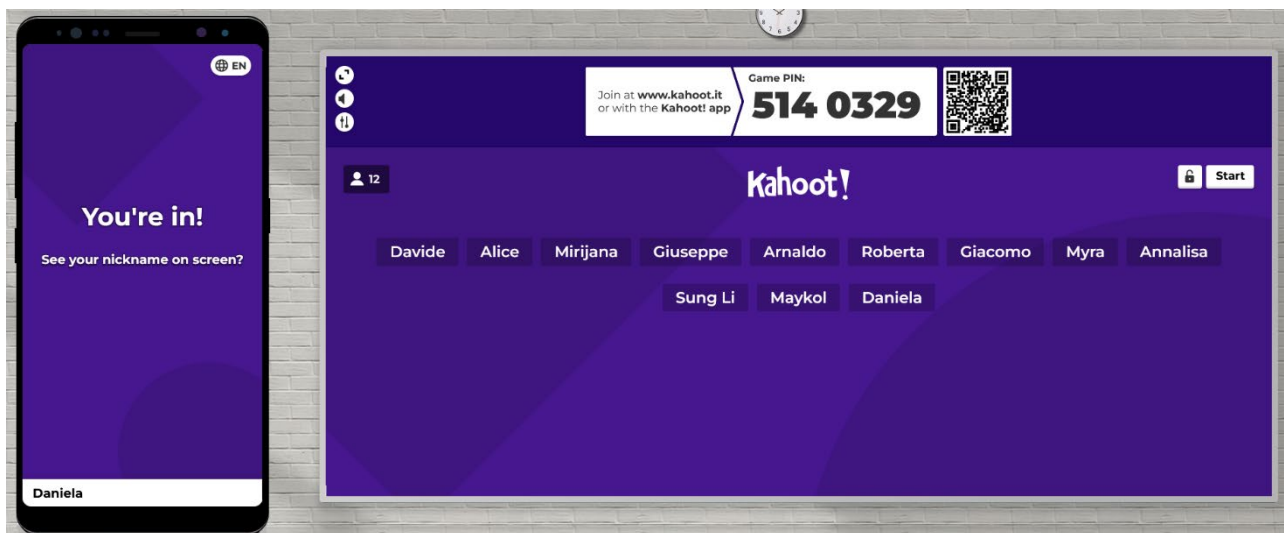 EN
You're in!
See your nickname on screen?
Daniela
Join at www.kahoot.it
or with the Kahoot! app
Game PIN:
514 0329
12
Kahoot!
Start
Davide Alice Mirijana Giuseppe Arnaldo Roberta Giacomo Myra Annalisa
Sung Li Maykol Daniela